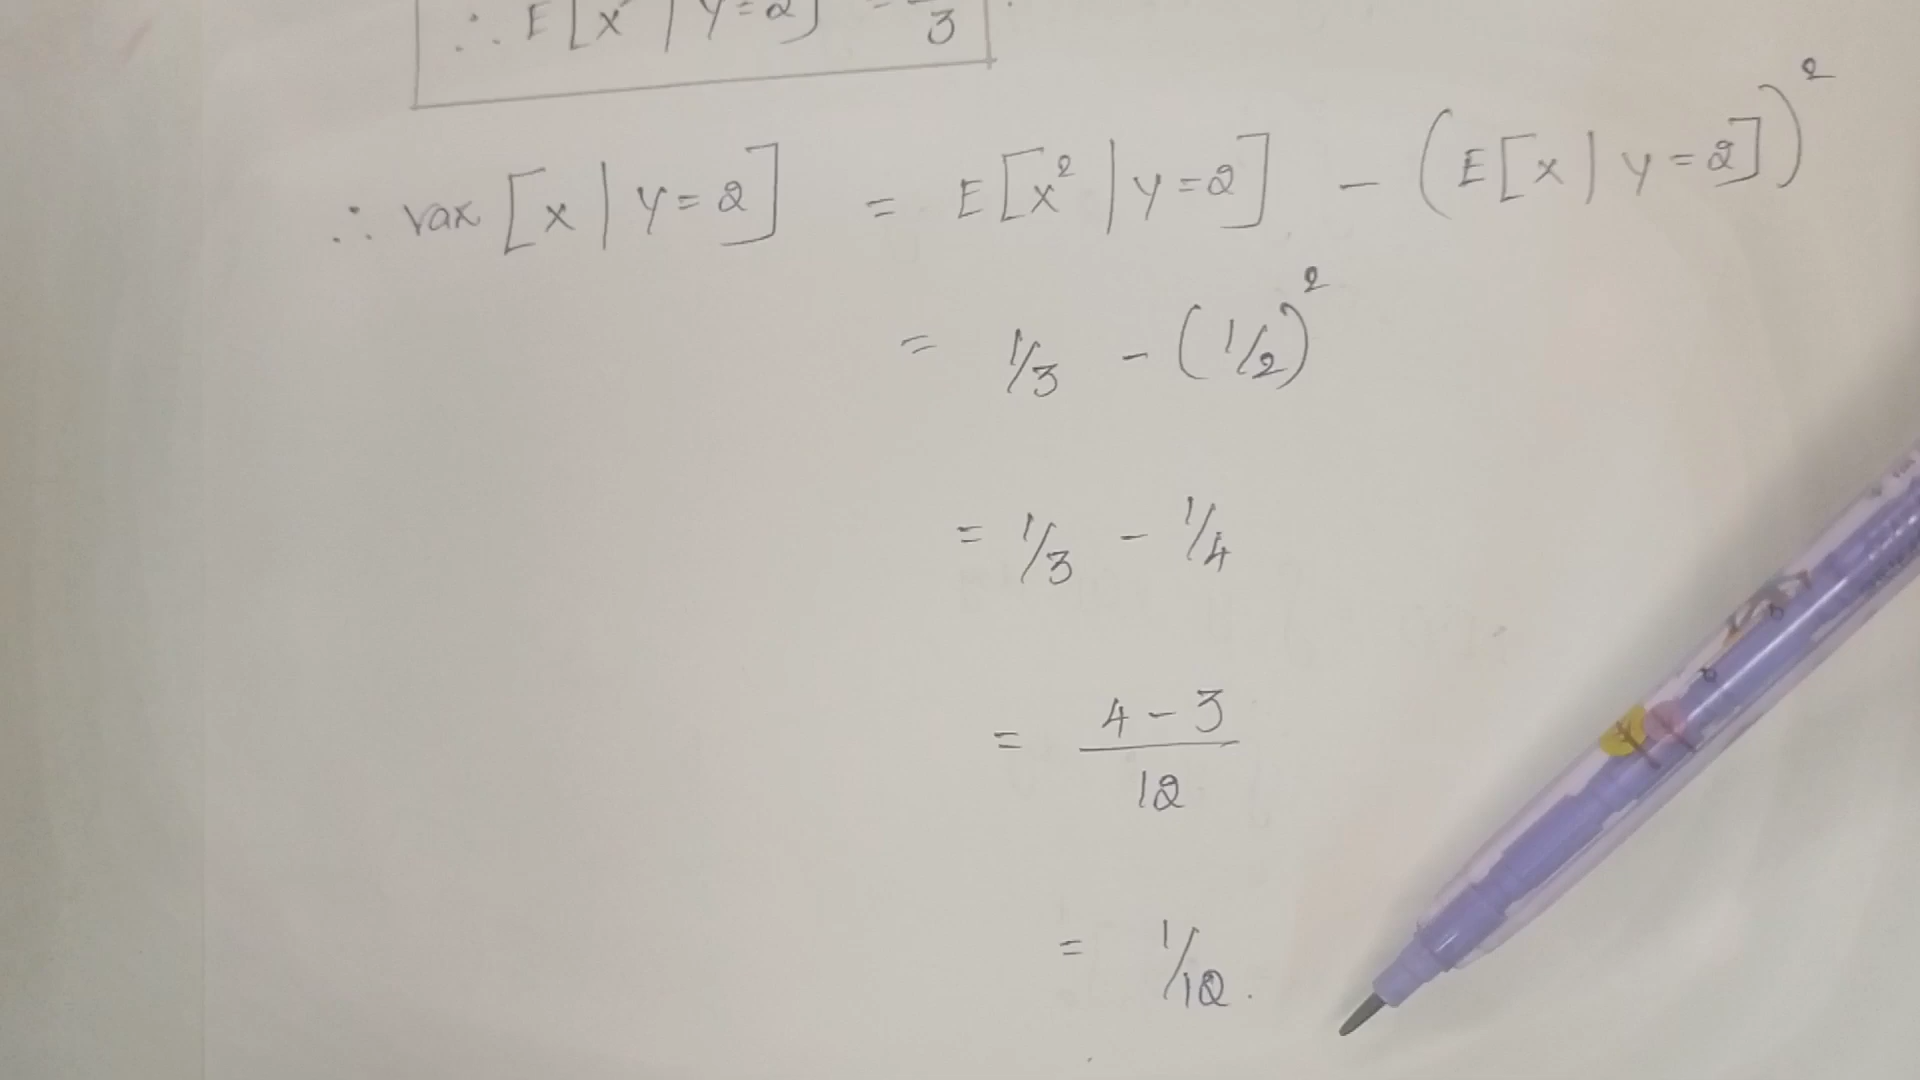 ∴ E[X² | Y=2] = /3
∴ var [X | Y=2] = E[X² | Y=2] - (E[X | Y=2])²
= 1/3 - (1/2)²
= 1/3 - 1/4
= (4-3)/12
= 1/12.